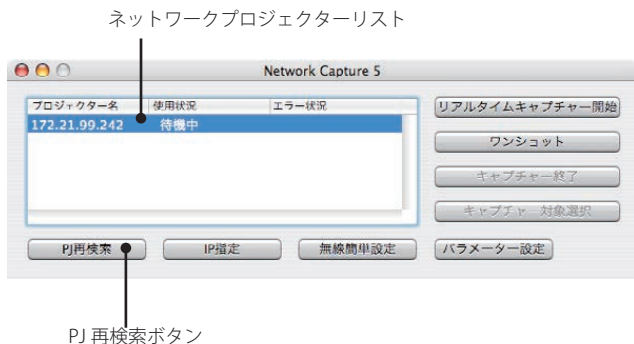 ネットワークプロジェクターリスト
Network Capture 5
プロジェクター名 使用状況 エラー状況
172.21.99.242 待機中
リアルタイムキャプチャー開始
ワンショット
キャプチャー終了
キャプチャー対象選択
PJ再検索 IP指定 無線簡単設定 パラメーター設定
PJ 再検索ボタン